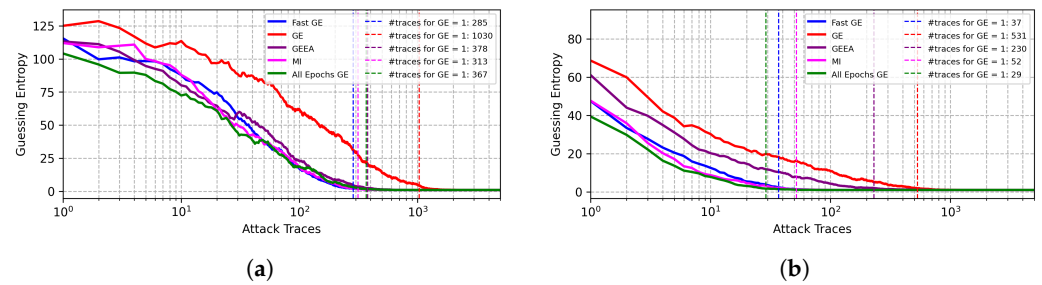 125
100
75
50
25
0
Guessing Entropy
Fast GE
GE
GEEA
MI
All Epochs GE
#traces for GE = 1: 285
#traces for GE = 1: 1030
#traces for GE = 1: 378
#traces for GE = 1: 313
#traces for GE = 1: 367
10^0
10^1
10^2
10^3
Attack Traces
(a)
80
60
40
20
0
Guessing Entropy
Fast GE
GE
GEEA
MI
All Epochs GE
#traces for GE = 1: 37
#traces for GE = 1: 531
#traces for GE = 1: 230
#traces for GE = 1: 52
#traces for GE = 1: 29
10^0
10^1
10^2
10^3
Attack Traces
(b)